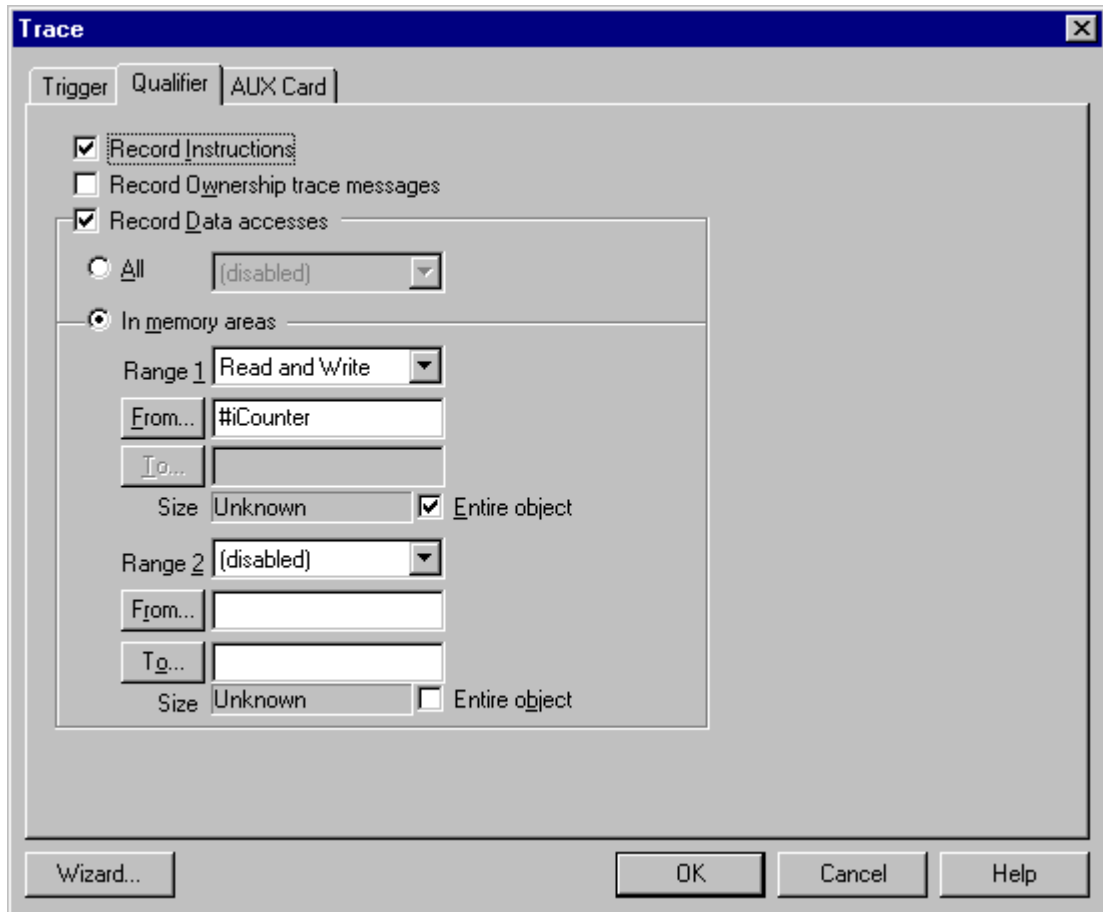 Trace
Trigger Qualifier AUX Card
Record Instructions
Record Ownership trace messages
Record Data accesses
All (disabled)
In memory areas
Range 1 Read and Write
From... #iCounter
To...
Size Unknown Entire object
Range 2 (disabled)
From...
To...
Size Unknown Entire object
Wizard... OK Cancel Help